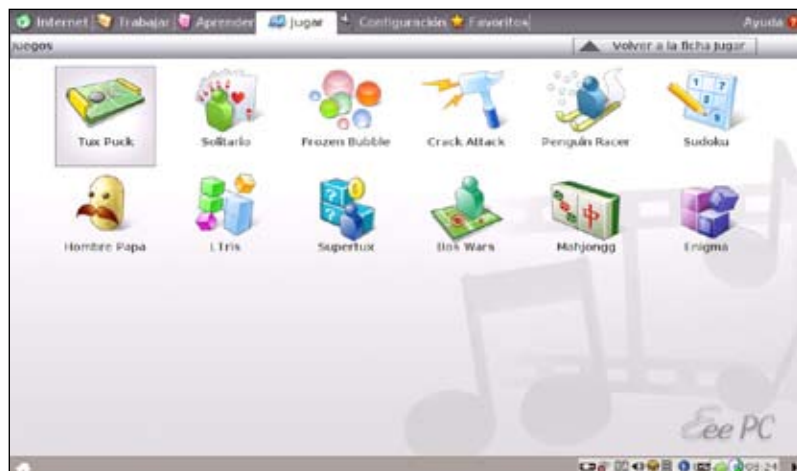 Internet Trabajar Aprender Jugar Configuración Favoritos Ayuda
Juegos Volver a la ficha Jugar
Tux Puck Solitario Frozen Bubble Crack Attack Penguin Racer Sudoku
Hombre Papa LTris Supertux Dos Wars Mahjongg Enigma
Eee PC